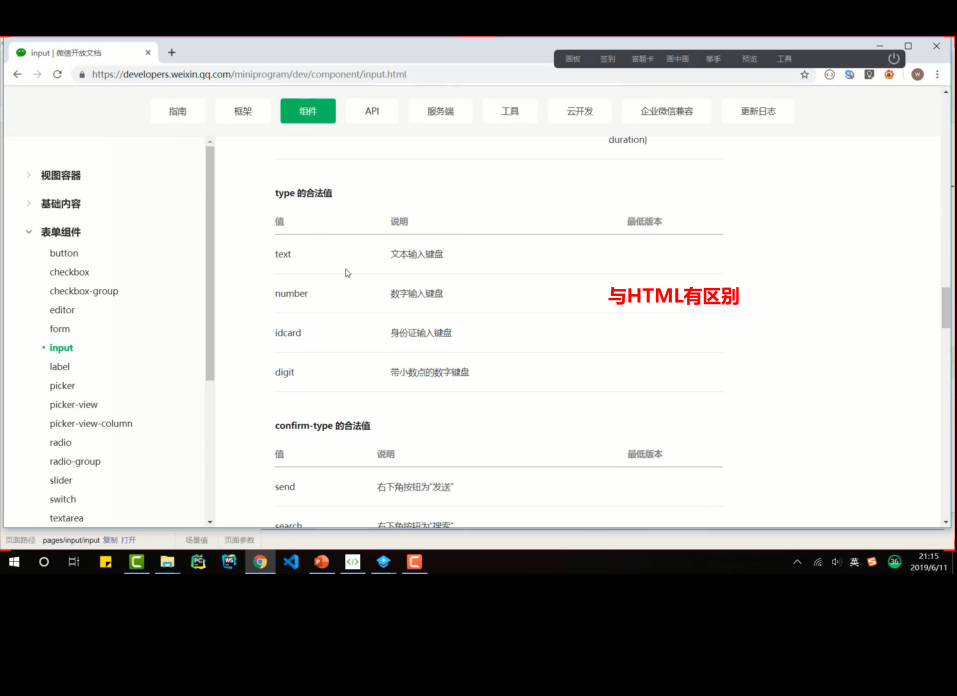 input | 微信开放文档
画板 签到 答题卡 画中画 举手 预览 工具
https://developers.weixin.qq.com/miniprogram/dev/component/input.html
指南 框架 组件 API 服务端 工具 云开发 企业微信兼容 更新日志
duration)
视图容器
基础内容
表单组件
button
checkbox
checkbox-group
editor
form
input
label
picker
picker-view
picker-view-column
radio
radio-group
slider
switch
textarea
type 的合法值
值 说明 最低版本
text 文本输入键盘
number 数字输入键盘
与HTML有区别
idcard 身份证输入键盘
digit 带小数点的数字键盘
confirm-type 的合法值
值 说明 最低版本
send 右下角按钮为“发送”
search 右下角按钮为“搜索”
页面路径 pages/input/input 复制 打开 场景值 页面参数
英 36 21:15
2019/6/11